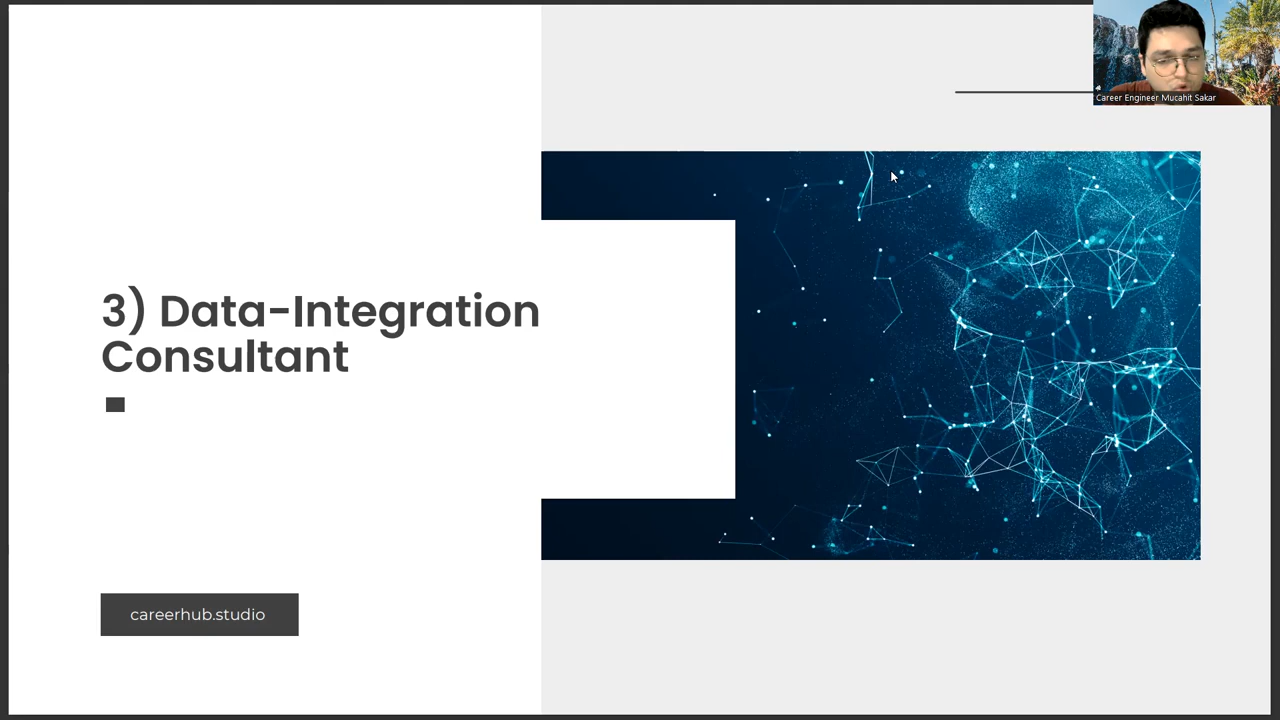 Career Engineer Mucahit Sakar
3) Data-Integration
Consultant
careerhub.studio